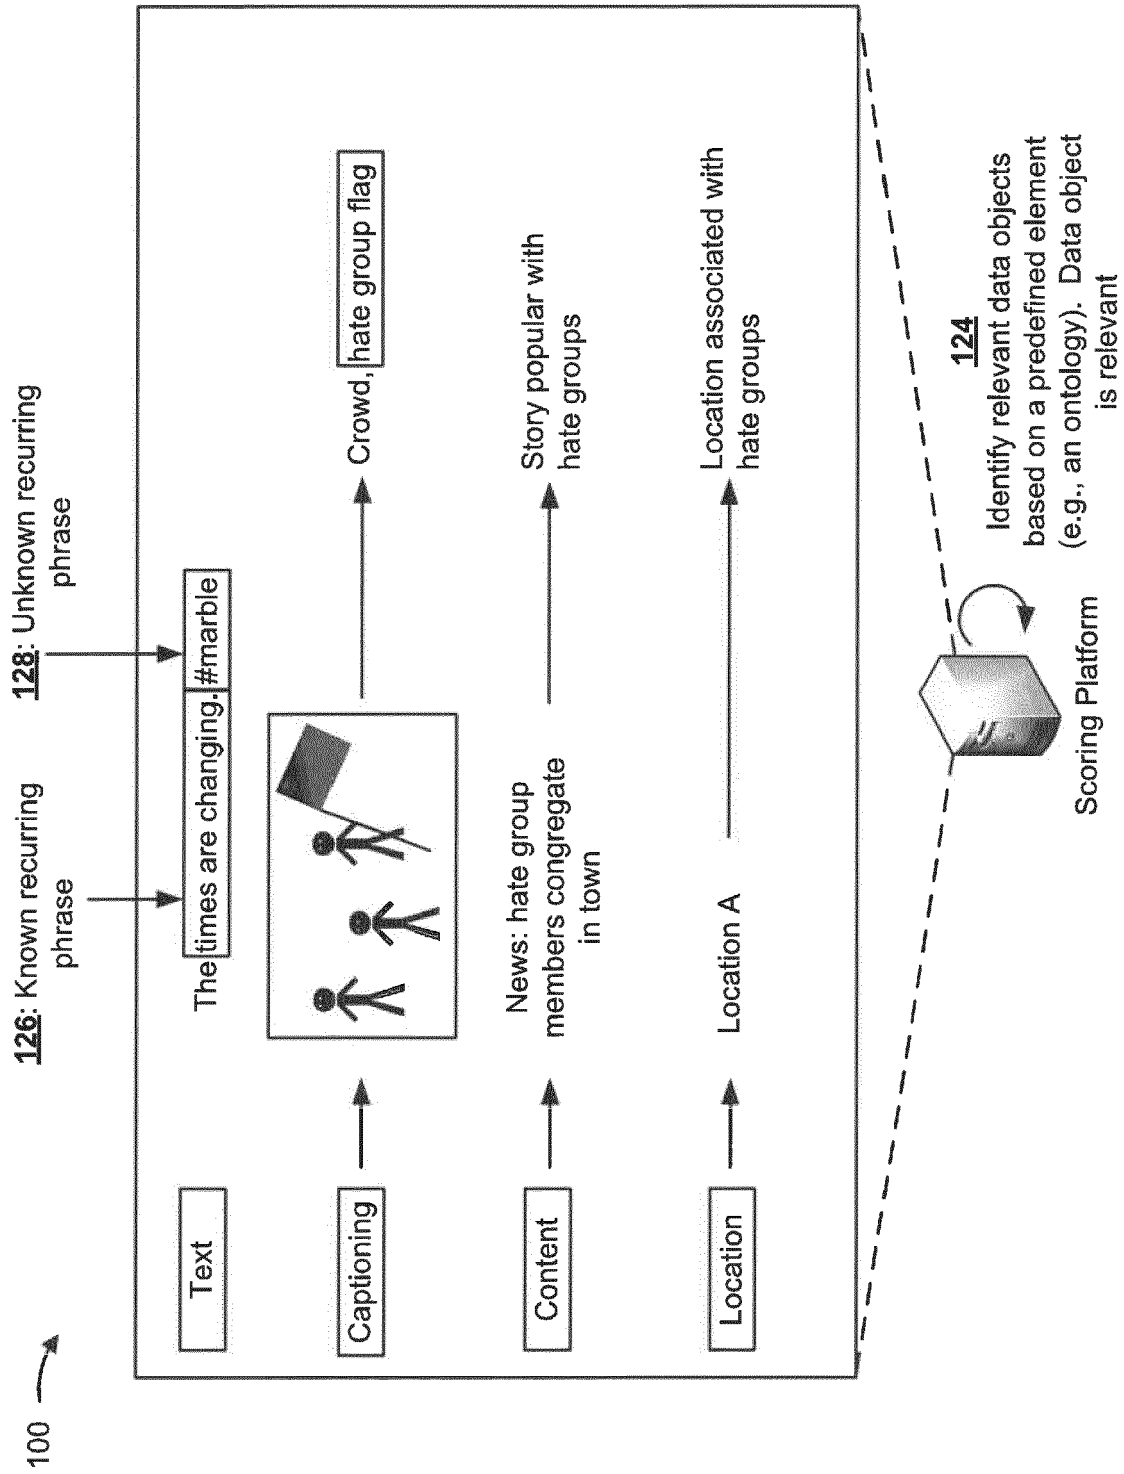 100
126: Known recurring
phrase
128: Unknown recurring
phrase
Text
The times are changing. #marble
Captioning
Crowd, hate group flag
Content
News: hate group
members congregate
in town
Story popular with
hate groups
Location
Location A
Location associated with
hate groups
Scoring Platform
124
Identify relevant data objects
based on a predefined element
(e.g., an ontology). Data object
is relevant